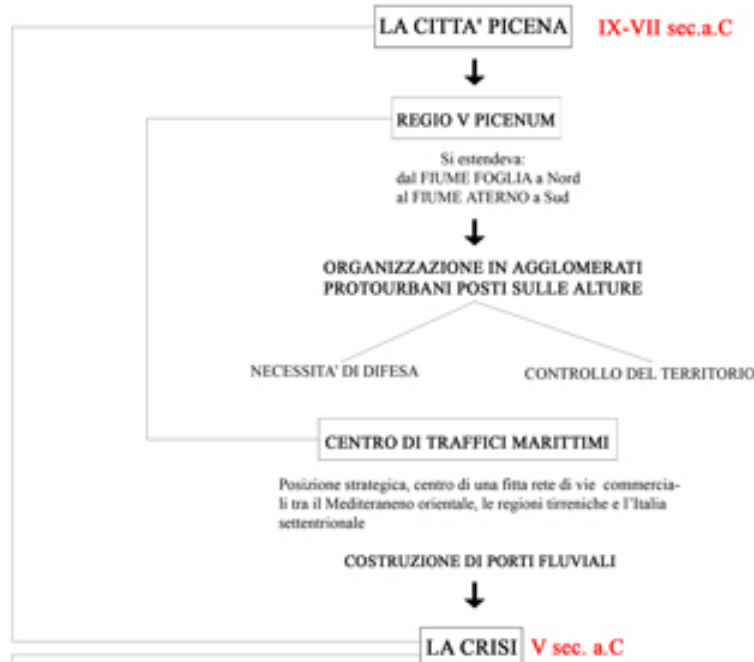 LA CITTA' PICENA IX-VII sec.a.C
REGIO V PICENUM
Si estendeva:
dal FIUME FOGLIA a Nord
al FIUME ATERNO a Sud
ORGANIZZAZIONE IN AGGLOMERATI
PROTOURBANI POSTI SULLE ALTURE
NECESSITA' DI DIFESA
CONTROLLO DEL TERRITORIO
CENTRO DI TRAFFICI MARITTIMI
Posizione strategica, centro di una fitta rete di vie commercia-
li tra il Mediteraneno orientale, le regioni tirreniche e l'Italia
settentrionale
COSTRUZIONE DI PORTI FLUVIALI
LA CRISI V sec. a.C